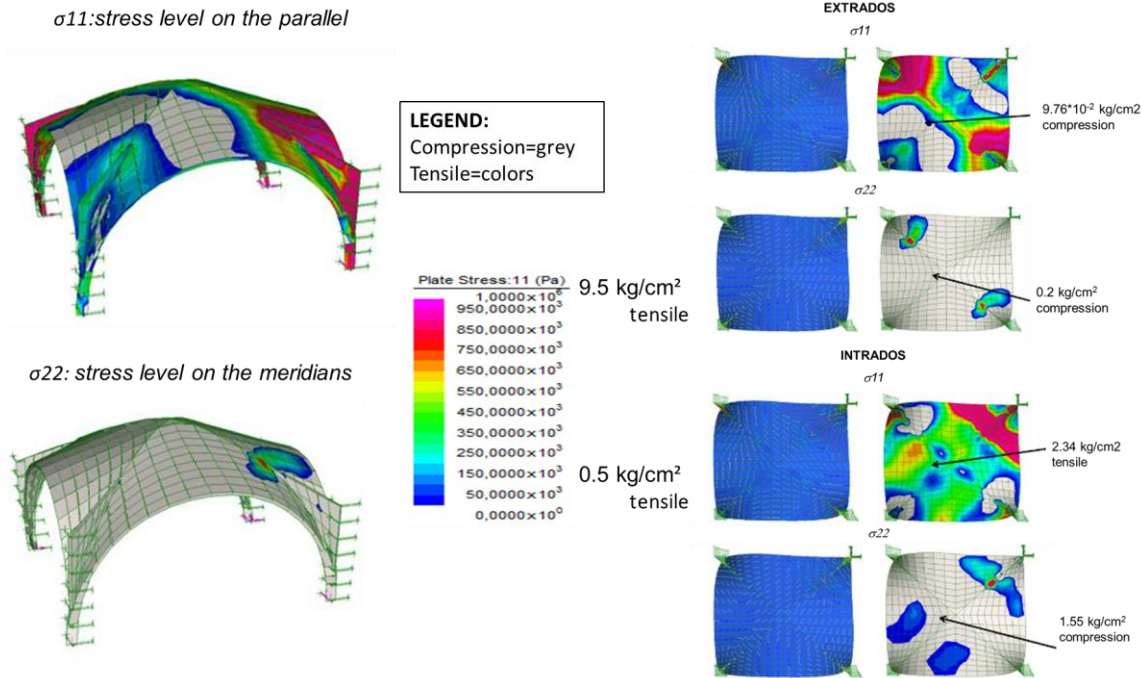 σ11:stress level on the parallel
LEGEND:
Compression=grey
Tensile=colors
Plate Stress:11 (Pa)
1,0000x10⁶
950,0000x10³
850,0000x10³
750,0000x10³
650,0000x10³
550,0000x10³
450,0000x10³
350,0000x10³
250,0000x10³
150,0000x10³
50,0000x10³
0,0000x10⁰
9.5 kg/cm²
tensile
0.5 kg/cm²
tensile
σ22: stress level on the meridians
EXTRADOS
σ11
9.76*10⁻² kg/cm2
compression
σ22
0.2 kg/cm²
compression
INTRADOS
σ11
2.34 kg/cm2
tensile
σ22
1.55 kg/cm²
compression